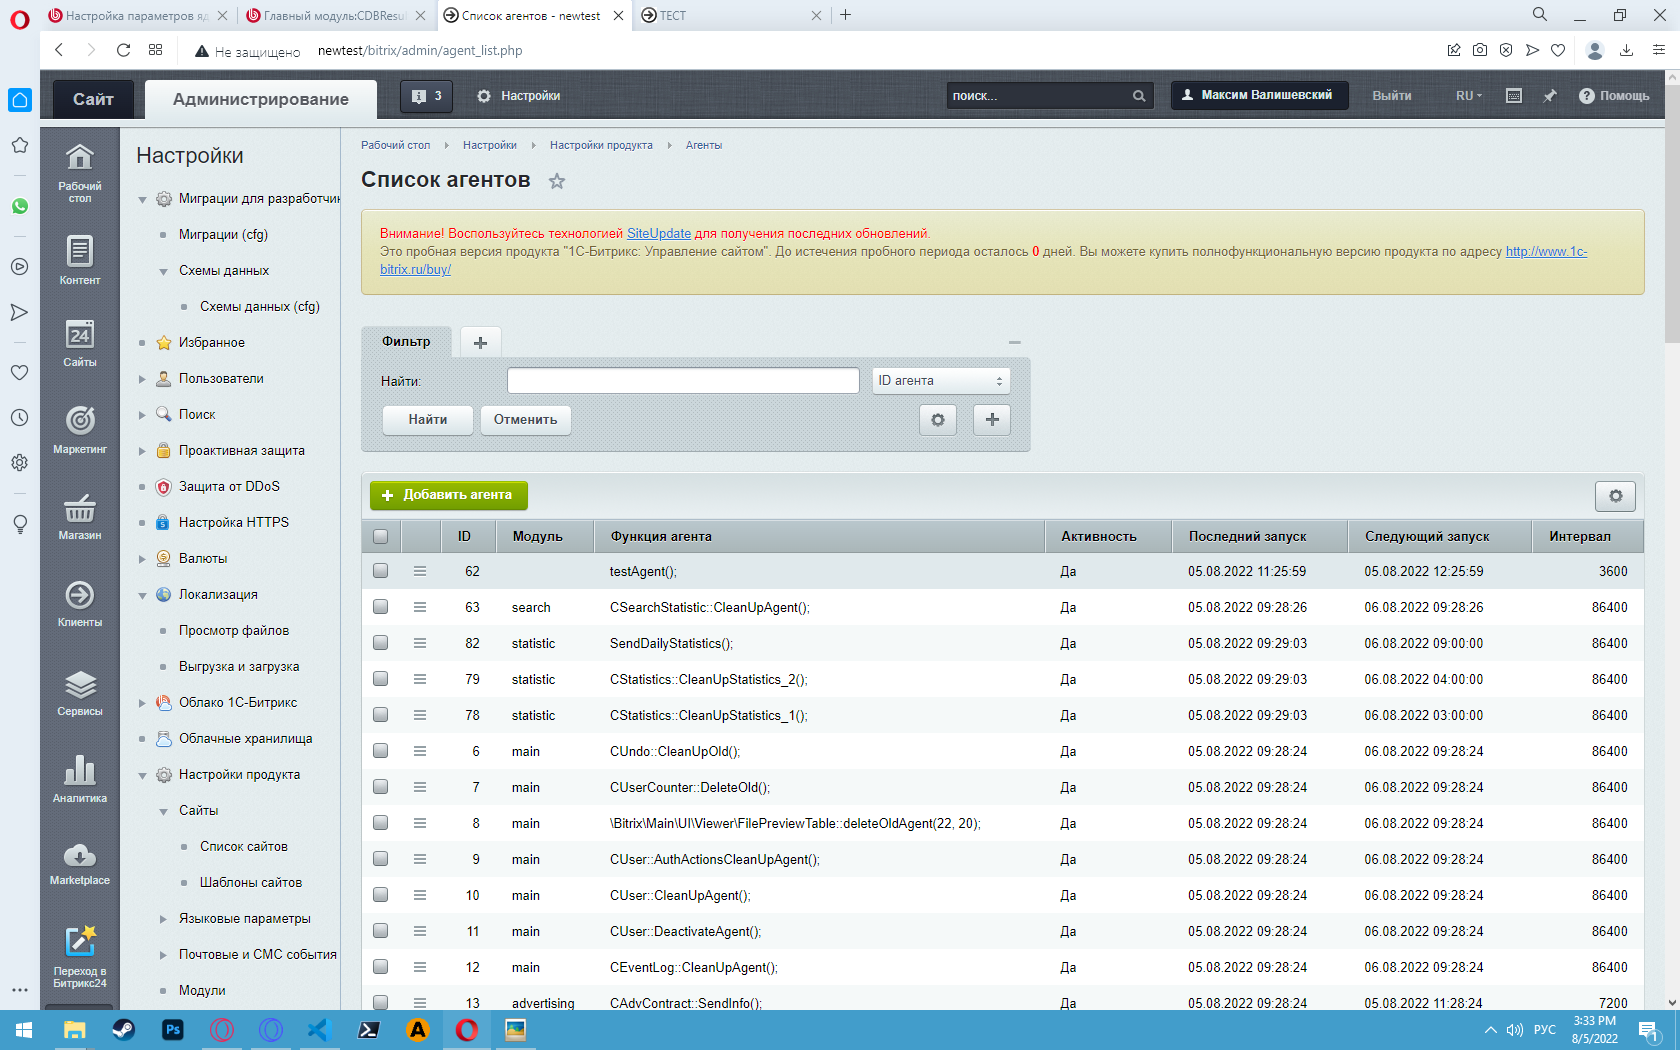 Настройка параметров яд
Главный модуль:CDBResu
Список агентов - newtest
ТЕСТ
Не защищено
newtest/bitrix/admin/agent_list.php
Сайт
Администрирование
3
Настройки
поиск...
Максим Валишевский
Выйти
RU
Помощь
Рабочий стол
Контент
24
Сайты
Маркетинг
Магазин
Клиенты
Сервисы
Аналитика
Marketplace
Переход в Битрикс24
Настройки
Миграции для разработчик
Миграции (cfg)
Схемы данных
Схемы данных (cfg)
Избранное
Пользователи
Поиск
Проактивная защита
Защита от DDoS
Настройка HTTPS
Валюты
Локализация
Просмотр файлов
Выгрузка и загрузка
Облако 1С-Битрикс
Облачные хранилища
Настройки продукта
Сайты
Список сайтов
Шаблоны сайтов
Языковые параметры
Почтовые и СМС события
Модули
Рабочий стол Настройки Настройки продукта Агенты
Список агентов
Внимание! Воспользуйтесь технологией SiteUpdate для получения последних обновлений.
Это пробная версия продукта "1С-Битрикс: Управление сайтом". До истечения пробного периода осталось 0 дней. Вы можете купить полнофункциональную версию продукта по адресу http://www.1c-
bitrix.ru/buy/
Фильтр
Найти:
ID агента
Найти Отменить
Добавить агента
ID Модуль Функция агента Активность Последний запуск Следующий запуск Интервал
62 testAgent(); Да 05.08.2022 11:25:59 05.08.2022 12:25:59 3600
63 search CSearchStatistic::CleanUpAgent(); Да 05.08.2022 09:28:26 06.08.2022 09:28:26 86400
82 statistic SendDailyStatistics(); Да 05.08.2022 09:29:03 06.08.2022 09:00:00 86400
79 statistic CStatistics::CleanUpStatistics_2(); Да 05.08.2022 09:29:03 06.08.2022 04:00:00 86400
78 statistic CStatistics::CleanUpStatistics_1(); Да 05.08.2022 09:29:03 06.08.2022 03:00:00 86400
6 main CUndo::CleanUpOld(); Да 05.08.2022 09:28:24 06.08.2022 09:28:24 86400
7 main CUserCounter::DeleteOld(); Да 05.08.2022 09:28:24 06.08.2022 09:28:24 86400
8 main \Bitrix\Main\UI\Viewer\FilePreviewTable::deleteOldAgent(22, 20); Да 05.08.2022 09:28:24 06.08.2022 09:28:24 86400
9 main CUser::AuthActionsCleanUpAgent(); Да 05.08.2022 09:28:24 06.08.2022 09:28:24 86400
10 main CUser::CleanUpAgent(); Да 05.08.2022 09:28:24 06.08.2022 09:28:24 86400
11 main CUser::DeactivateAgent(); Да 05.08.2022 09:28:24 06.08.2022 09:28:24 86400
12 main CEventLog::CleanUpAgent(); Да 05.08.2022 09:28:24 06.08.2022 09:28:24 86400
13 advertising CAdvContract::SendInfo(); Да 05.08.2022 09:28:24 05.08.2022 11:28:24 7200
Ps
A
РУС
3:33 PM
8/5/2022
1